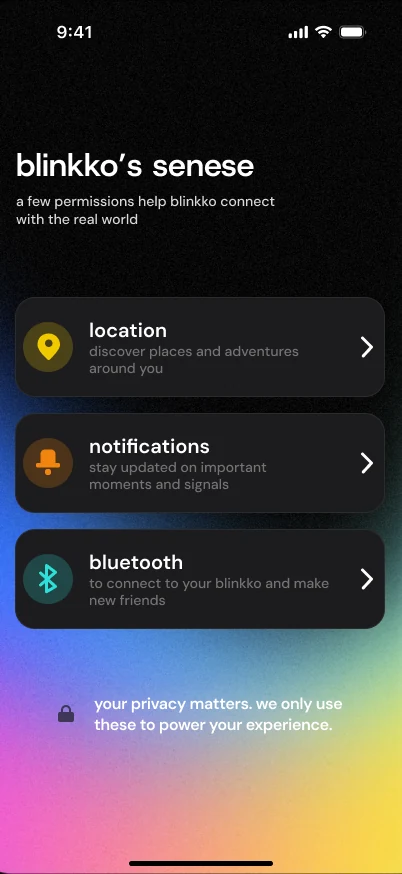 9:41
blinkko’s senese
a few permissions help blinkko connect
with the real world
location
discover places and adventures
around you
notifications
stay updated on important
moments and signals
bluetooth
to connect to your blinkko and make
new friends
your privacy matters. we only use
these to power your experience.